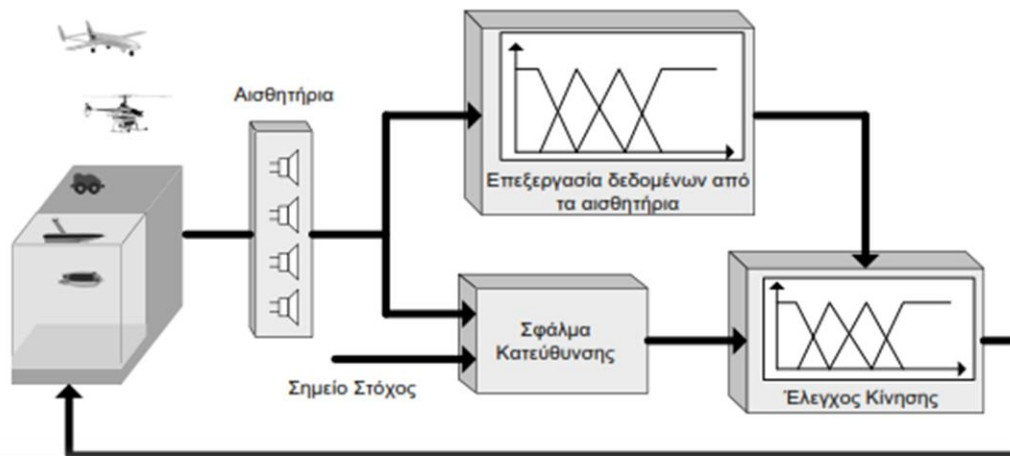 Αισθητήρια
Επεξεργασία δεδομένων από
τα αισθητήρια
Σφάλμα
Κατεύθυνσης
Σημείο Στόχος
Έλεγχος Κίνησης